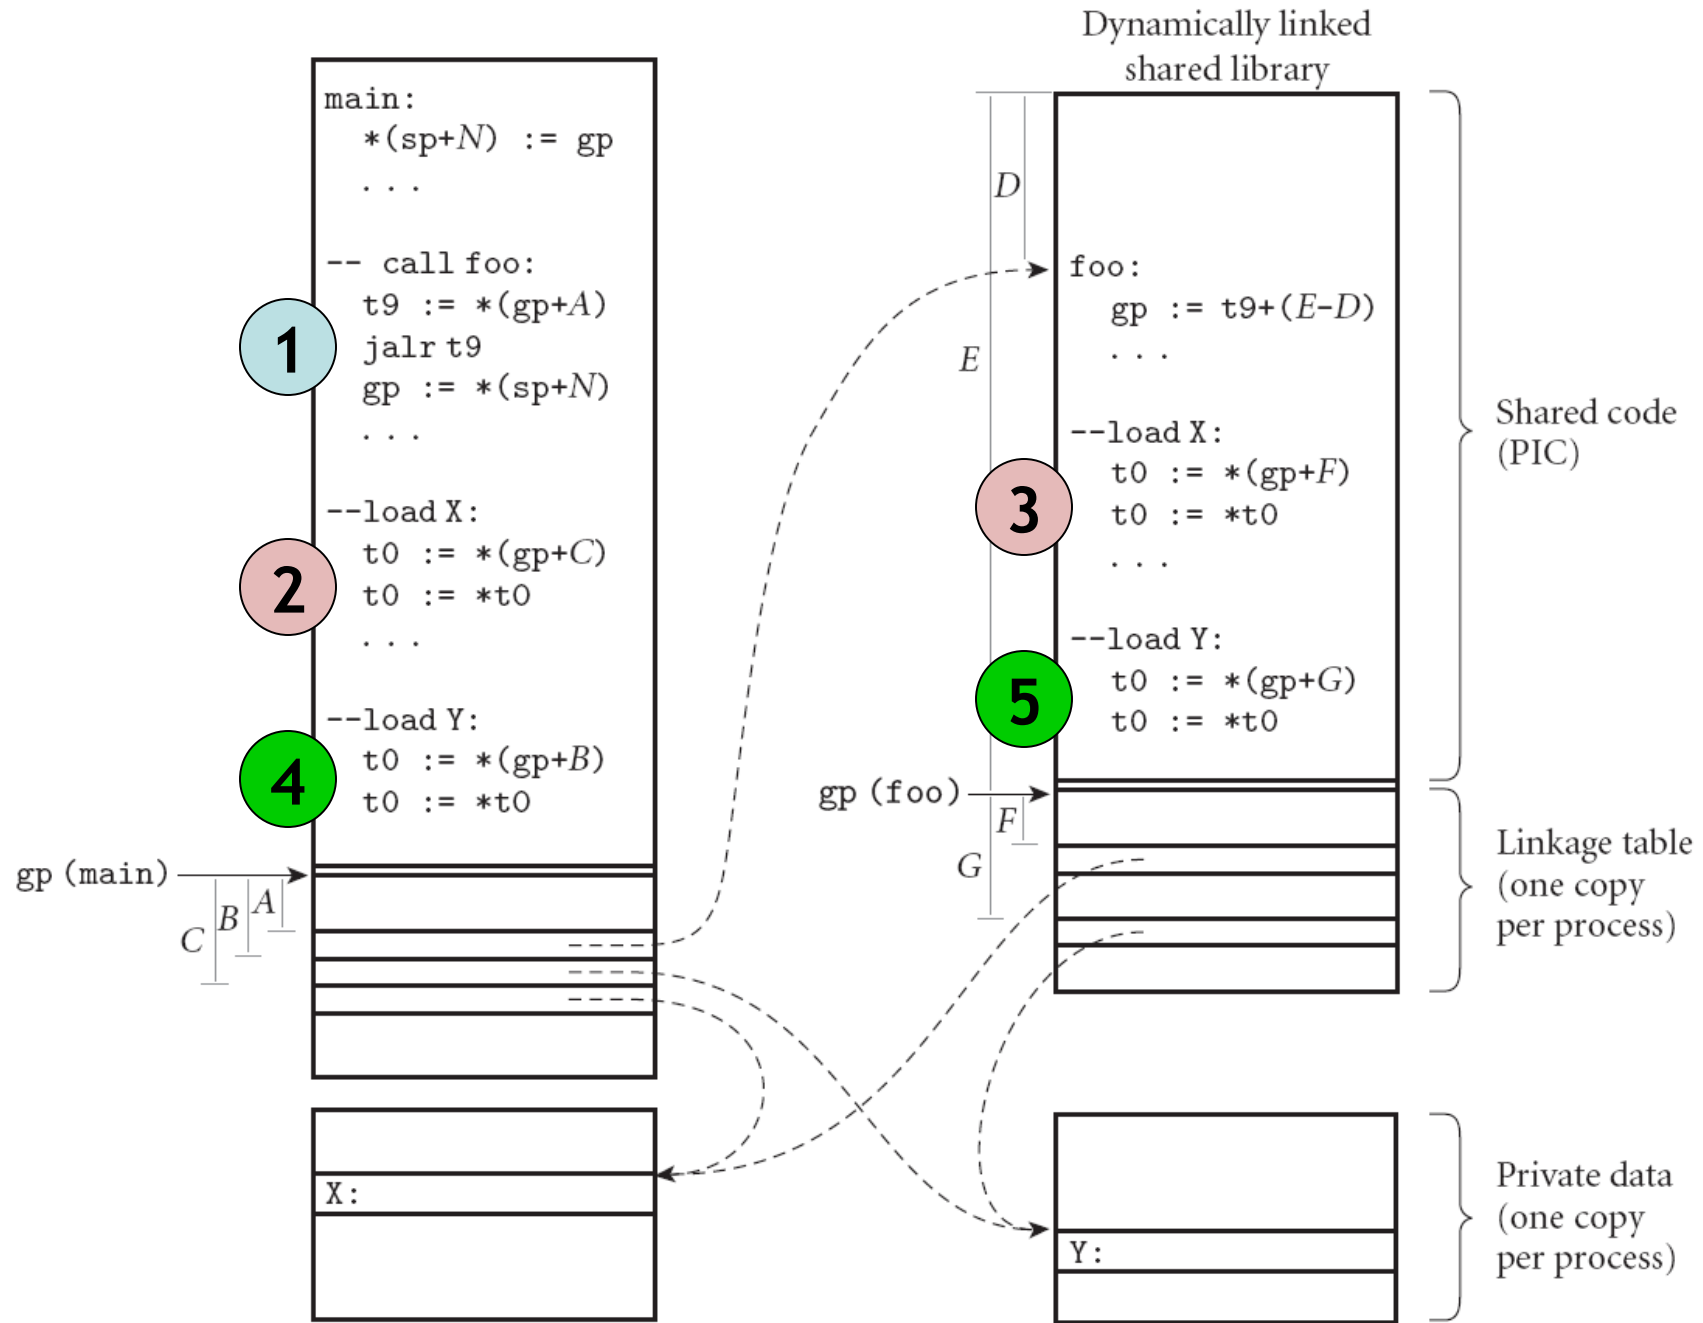 main:
*(sp+N) := gp
. . .
-- call foo:
t9 := *(gp+A)
jalr t9
gp := *(sp+N)
. . .
1
--load X:
t0 := *(gp+C)
t0 := *t0
. . .
2
--load Y:
t0 := *(gp+B)
t0 := *t0
4
gp (main)
A
B
C
X:
Dynamically linked
shared library
D
E
foo:
gp := t9+(E-D)
. . .
--load X:
t0 := *(gp+F)
t0 := *t0
. . .
3
--load Y:
t0 := *(gp+G)
t0 := *t0
5
gp (foo)
F
G
Y:
Shared code
(PIC)
Linkage table
(one copy
per process)
Private data
(one copy
per process)